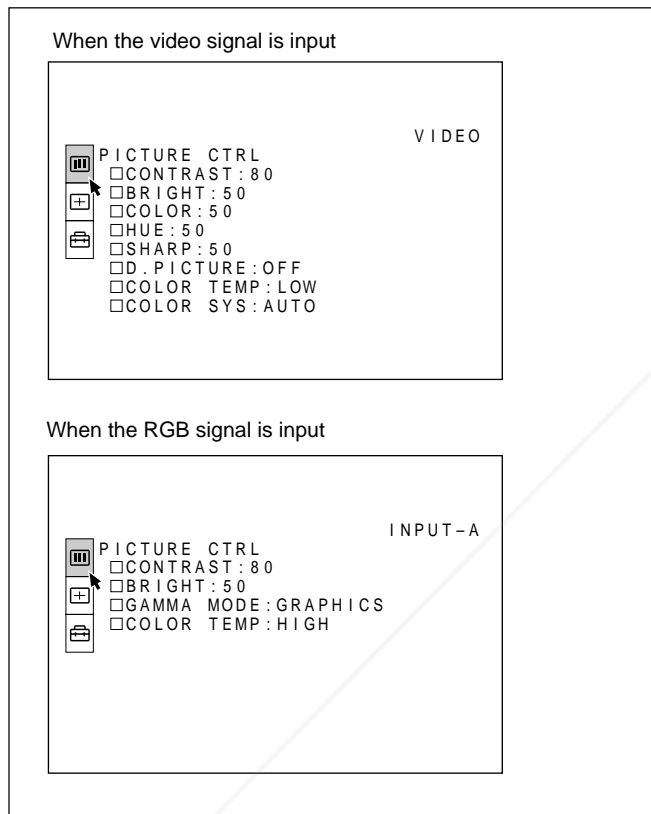 When the video signal is input
VIDEO
PICTURE CTRL
□CONTRAST:80
□BRIGHT:50
□COLOR:50
□HUE:50
□SHARP:50
□D.PICTURE:OFF
□COLOR TEMP:LOW
□COLOR SYS:AUTO
When the RGB signal is input
INPUT–A
PICTURE CTRL
□CONTRAST:80
□BRIGHT:50
□GAMMA MODE:GRAPHICS
□COLOR TEMP:HIGH